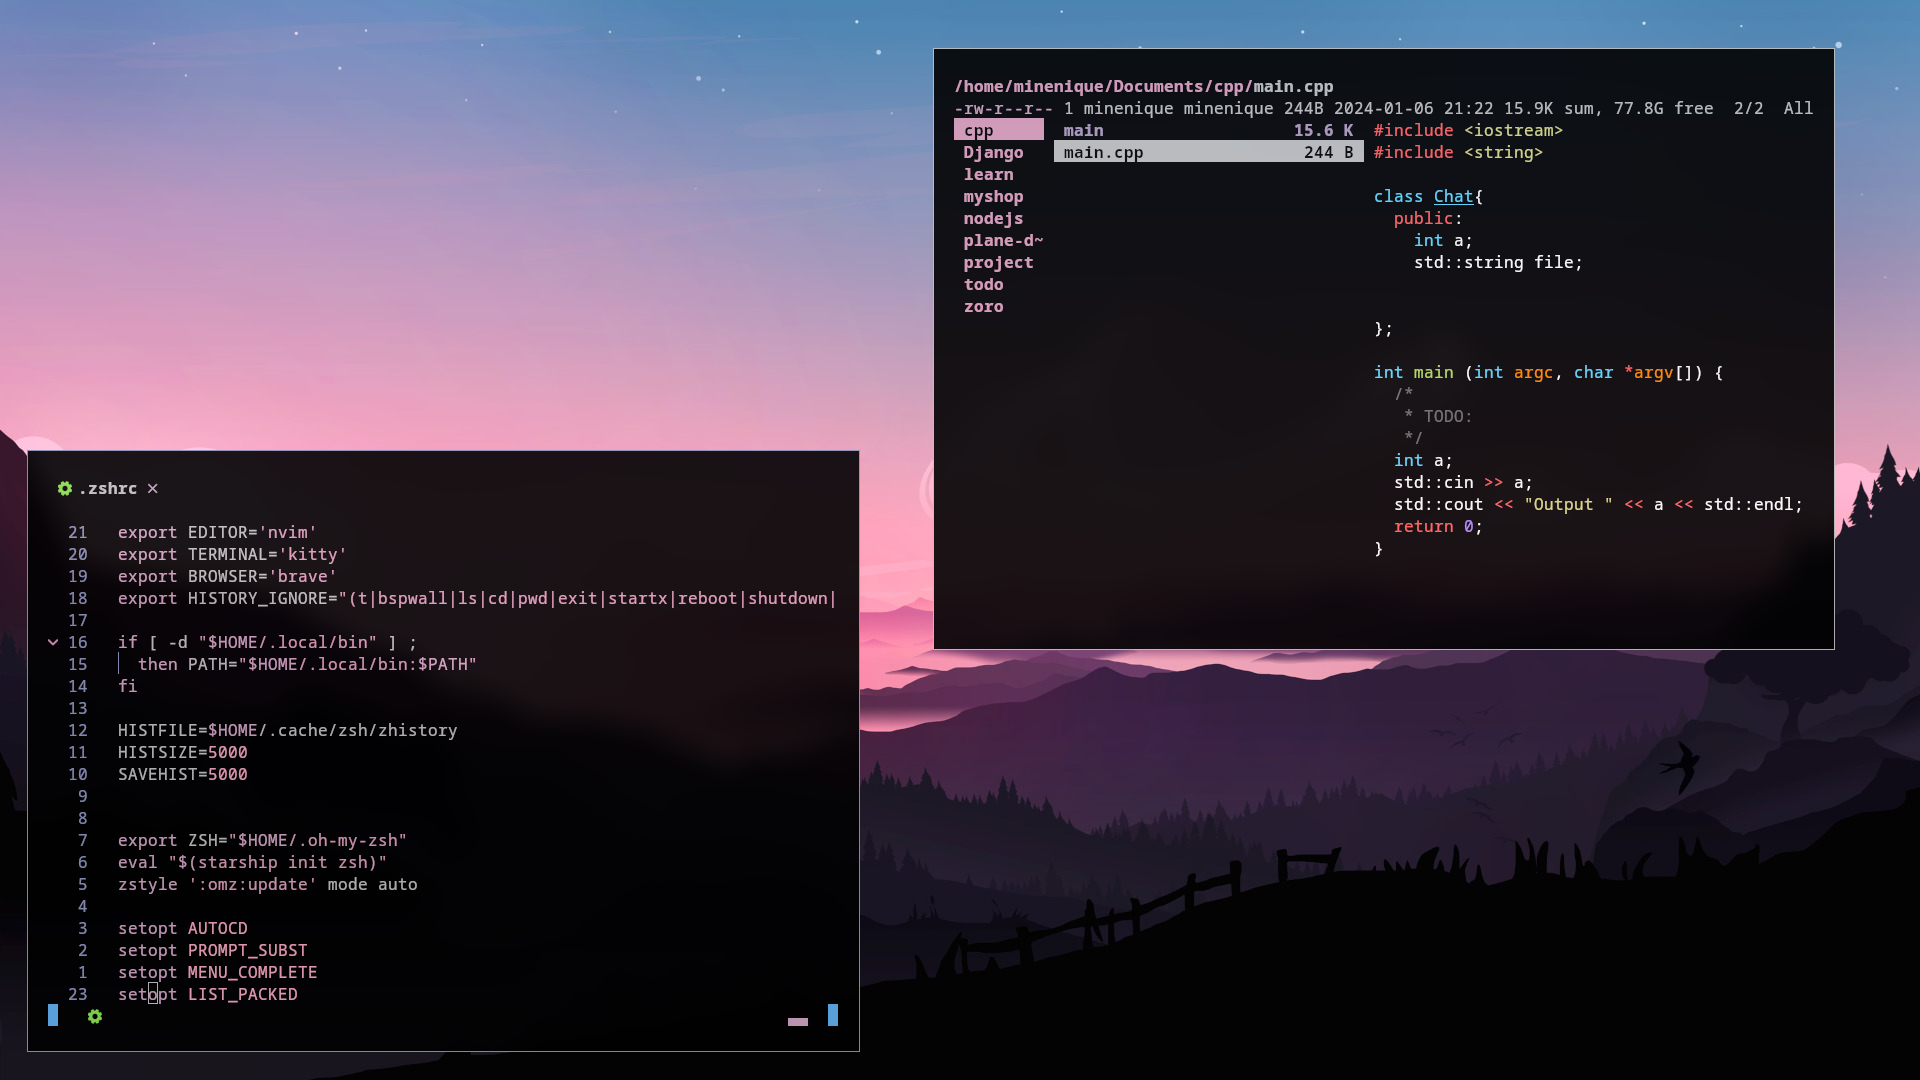 /home/minenique/Documents/cpp/main.cpp
-rw-r--r-- 1 minenique minenique 244B 2024-01-06 21:22 15.9K sum, 77.8G free  2/2  All
cpp
Django
learn
myshop
nodejs
plane-d~
project
todo
zoro
main 15.6 K
main.cpp 244 B
#include <iostream>
#include <string>
class Chat{
  public:
    int a;
    std::string file;
};
int main (int argc, char *argv[]) {
  /*
   * TODO:
   */
  int a;
  std::cin >> a;
  std::cout << "Output " << a << std::endl;
  return 0;
}
.zshrc ×
21 export EDITOR='nvim'
20 export TERMINAL='kitty'
19 export BROWSER='brave'
18 export HISTORY_IGNORE="(t|bspwall|ls|cd|pwd|exit|startx|reboot|shutdown|
17
16 if [ -d "$HOME/.local/bin" ] ;
15   then PATH="$HOME/.local/bin:$PATH"
14 fi
13
12 HISTFILE=$HOME/.cache/zsh/zhistory
11 HISTSIZE=5000
10 SAVEHIST=5000
9
8
7 export ZSH="$HOME/.oh-my-zsh"
6 eval "$(starship init zsh)"
5 zstyle ':omz:update' mode auto
4
3 setopt AUTOCD
2 setopt PROMPT_SUBST
1 setopt MENU_COMPLETE
23 setopt LIST_PACKED